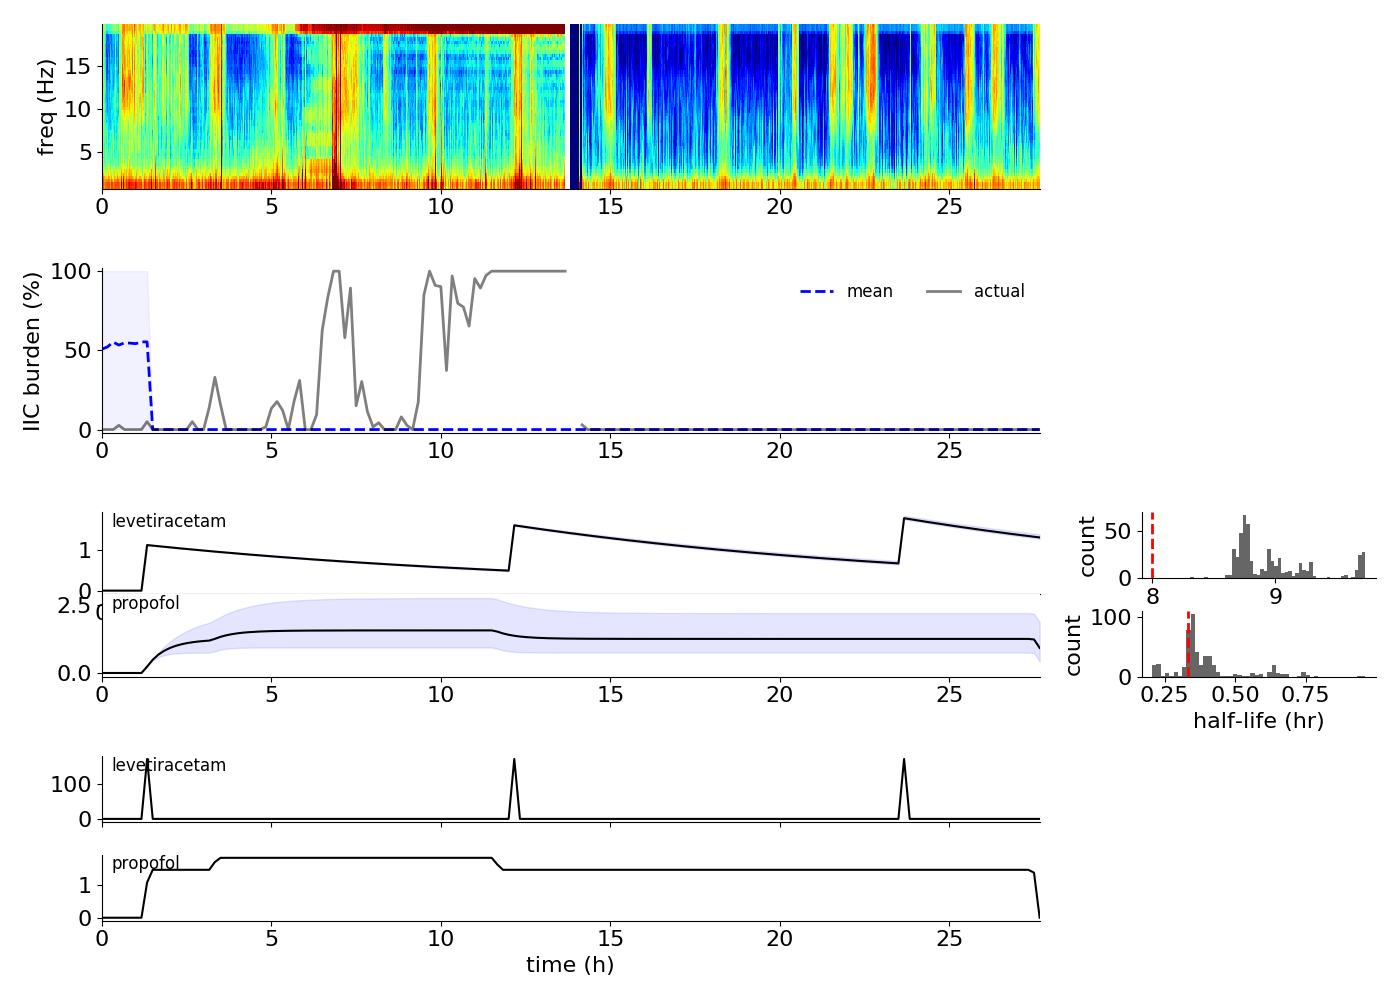 freq (Hz)
15
10
5
0 5 10 15 20 25
IIC burden (%)
100
50
0
mean actual
0 5 10 15 20 25
levetiracetam
1
0
count
50
0
8 9
propofol
2.5
0.0
0 5 10 15 20 25
count
100
0
0.25 0.50 0.75
half-life (hr)
levetiracetam
100
0
propofol
1
0
0 5 10 15 20 25
time (h)